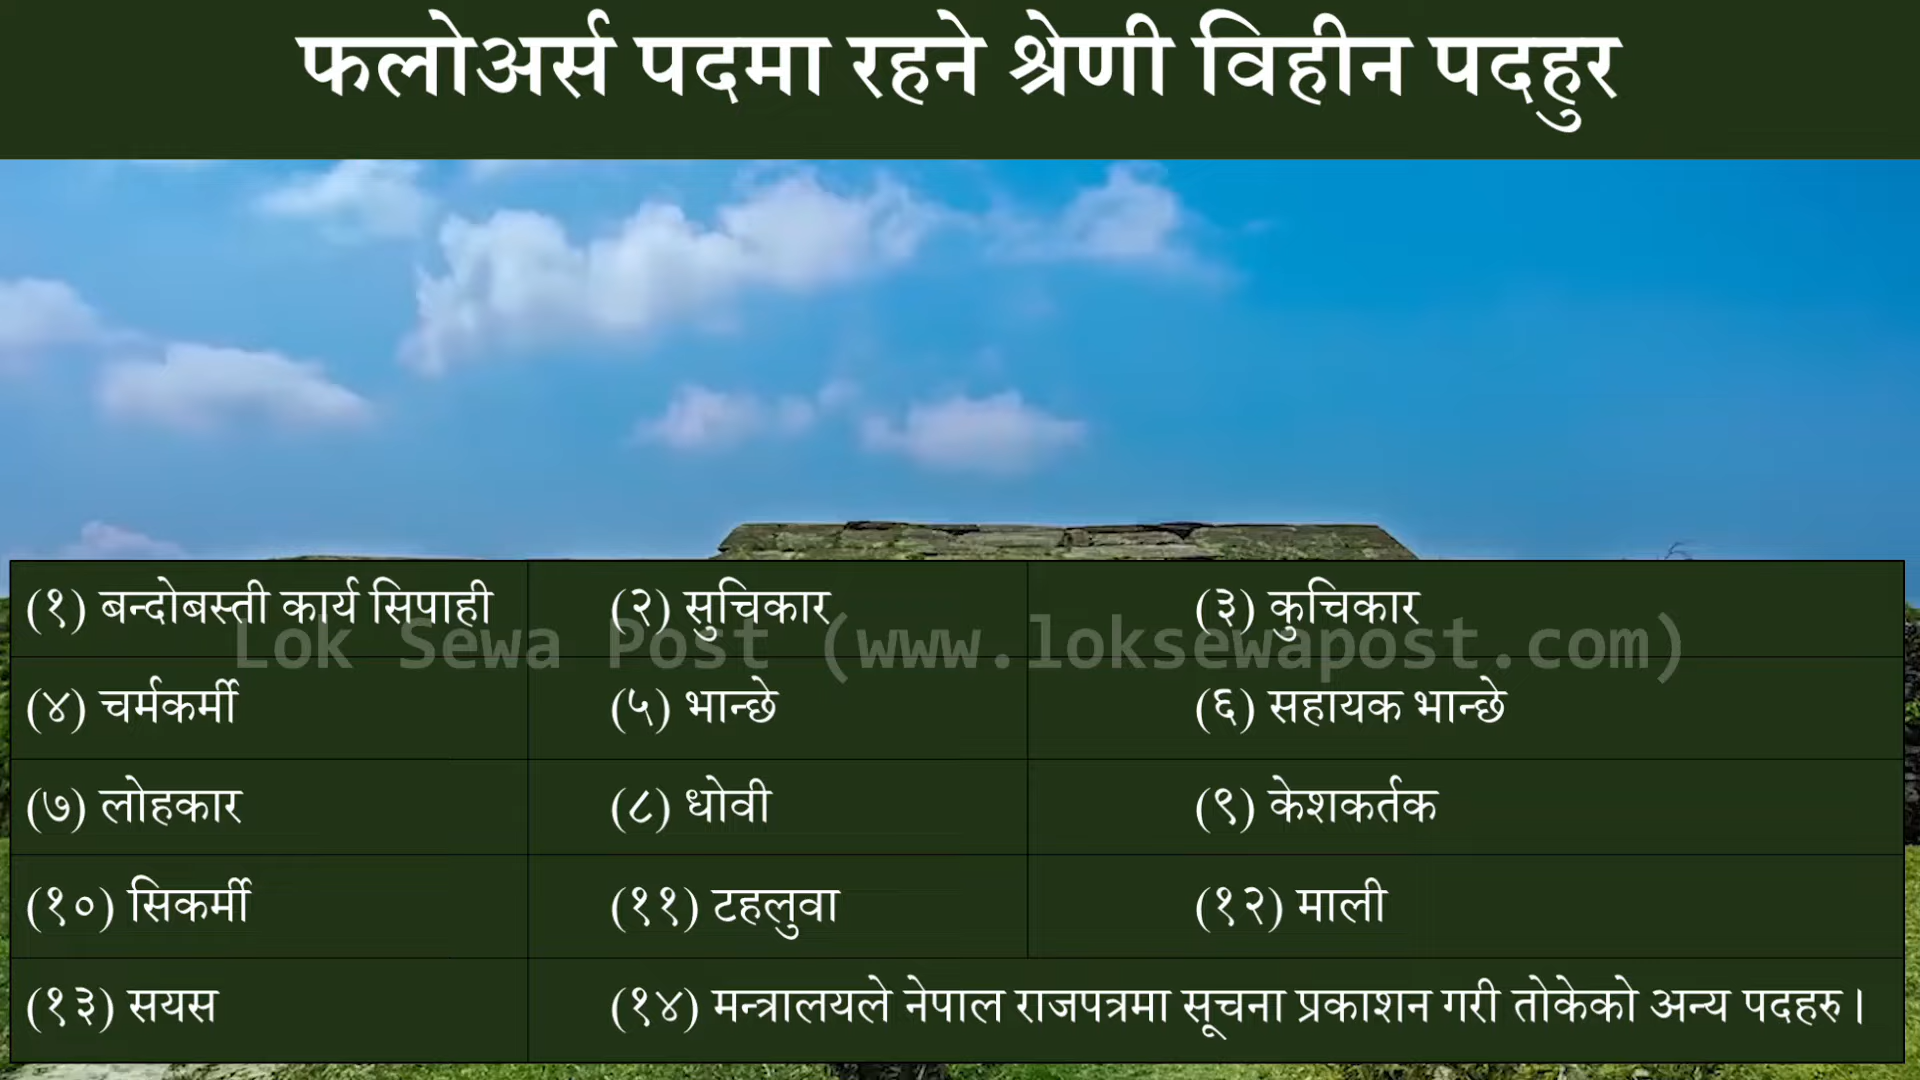 फलोअर्स पदमा रहने श्रेणी विहीन पदहुर
(१) बन्दोबस्ती कार्य सिपाही (२) सुचिकार (३) कुचिकार
Lok Sewa Post (www.loksewapost.com)
(४) चर्मकर्मी (५) भान्छे (६) सहायक भान्छे
(७) लोहकार (८) धोवी (९) केशकर्तक
(१०) सिकर्मी (११) टहलुवा (१२) माली
(१३) सयस (१४) मन्त्रालयले नेपाल राजपत्रमा सूचना प्रकाशन गरी तोकेको अन्य पदहरु।